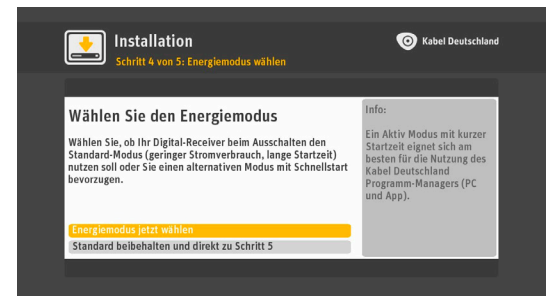 Installation
Schritt 4 von 5: Energiemodus wählen
Kabel Deutschland
Wählen Sie den Energiemodus
Wählen Sie, ob Ihr Digital-Receiver beim Ausschalten den
Standard-Modus (geringer Stromverbrauch, lange Startzeit)
nutzen soll oder Sie einen alternativen Modus mit Schnellstart
bevorzugen.
Energiemodus jetzt wählen
Standard beibehalten und direkt zu Schritt 5
Info:
Ein Aktiv Modus mit kurzer
Startzeit eignet sich am
besten für die Nutzung des
Kabel Deutschland
Programm-Managers (PC
und App).